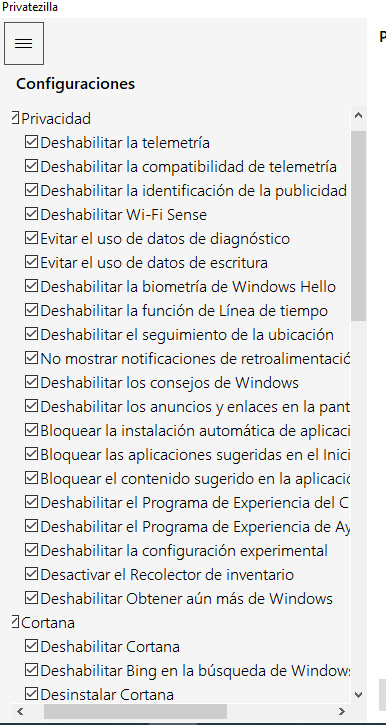 Privatezilla
Configuraciones
Privacidad
Deshabilitar la telemetría
Deshabilitar la compatibilidad de telemetría
Deshabilitar la identificación de la publicidad
Deshabilitar Wi-Fi Sense
Evitar el uso de datos de diagnóstico
Evitar el uso de datos de escritura
Deshabilitar la biometría de Windows Hello
Deshabilitar la función de Línea de tiempo
Deshabilitar el seguimiento de la ubicación
No mostrar notificaciones de retroalimentació
Deshabilitar los consejos de Windows
Deshabilitar los anuncios y enlaces en la pant
Bloquear la instalación automática de aplicaci
Bloquear las aplicaciones sugeridas en el Inici
Bloquear el contenido sugerido en la aplicació
Deshabilitar el Programa de Experiencia del C
Deshabilitar el Programa de Experiencia de Ay
Deshabilitar la configuración experimental
Desactivar el Recolector de inventario
Deshabilitar Obtener aún más de Windows
Cortana
Deshabilitar Cortana
Deshabilitar Bing en la búsqueda de Windows
Desinstalar Cortana
P